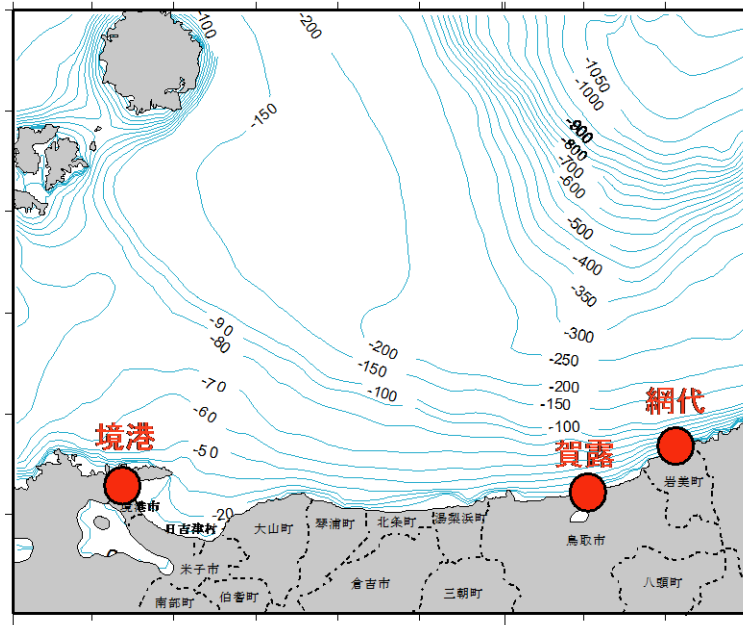 -100
-200
-150
-1050
-1000
-900
-800
-700
-600
-500
-400
-350
-300
-250
-200
-150
-100
-90
-80
-200
-150
-100
-70
-60
-50
-20
網代
境港
賀露
境港市
日吉津村
大山町
琴浦町
北条町
湯梨浜町
岩美町
鳥取市
米子市
倉吉市
三朝町
八頭町
南部町
伯耆町